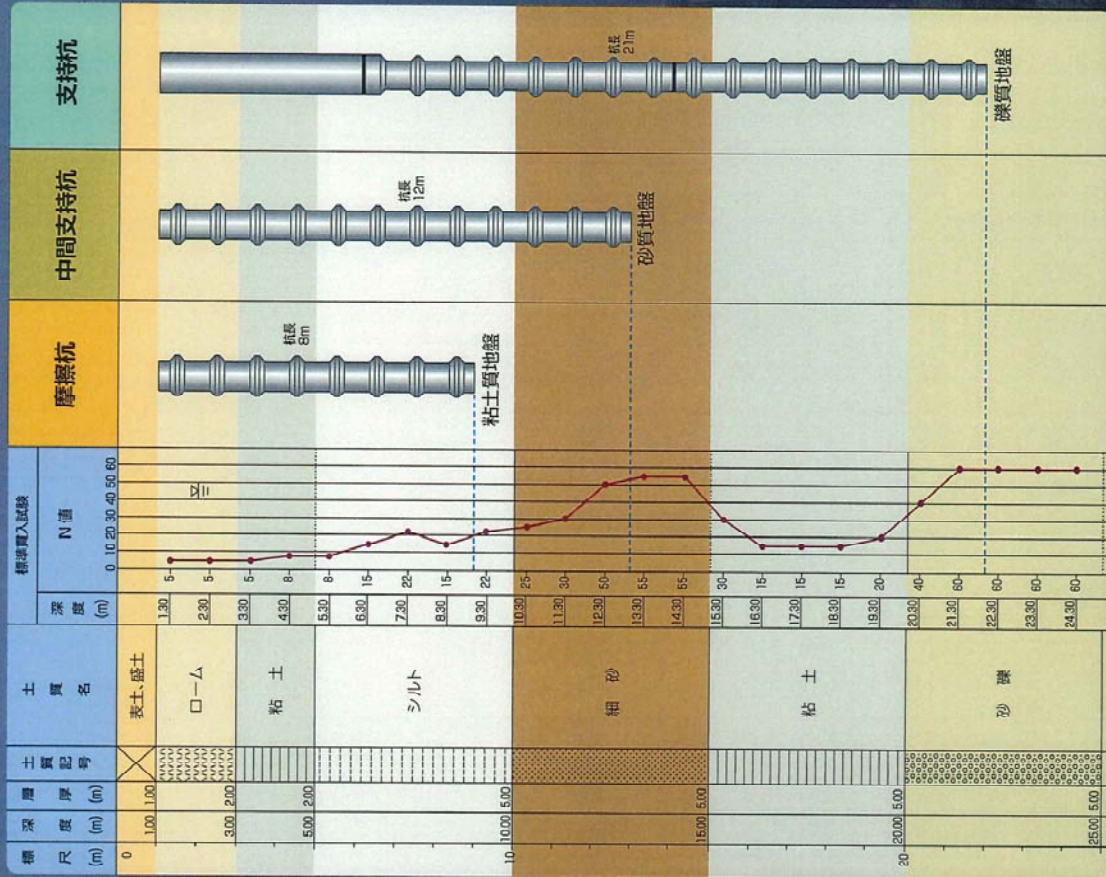 標尺(m)
深度(m)
層厚(m)
土質記号
土質名
標準貫入試験
深度(m)
N値
0 10 20 30 40 50 60
摩擦杭
中間支持杭
支持杭
0
1.00 1.00
表土、盛土
3.00 2.00
ローム
1.30 5
2.30 5
5.00 2.00
粘土
3.30 5
4.30 8
杭長
8m
10
10.00 5.00
シルト
5.30 8
6.30 15
7.30 22
8.30 15
9.30 22
粘土質地盤
杭長
12m
15.00 5.00
細砂
10.30 25
11.30 30
12.30 50
13.30 55
14.30 55
砂質地盤
杭長
21m
20
20.00 5.00
粘土
15.30 30
16.30 15
17.30 15
18.30 15
19.30 20
25.00 5.00
砂礫
20.30 40
21.30 60
22.30 60
23.30 60
24.30 60
礫質地盤